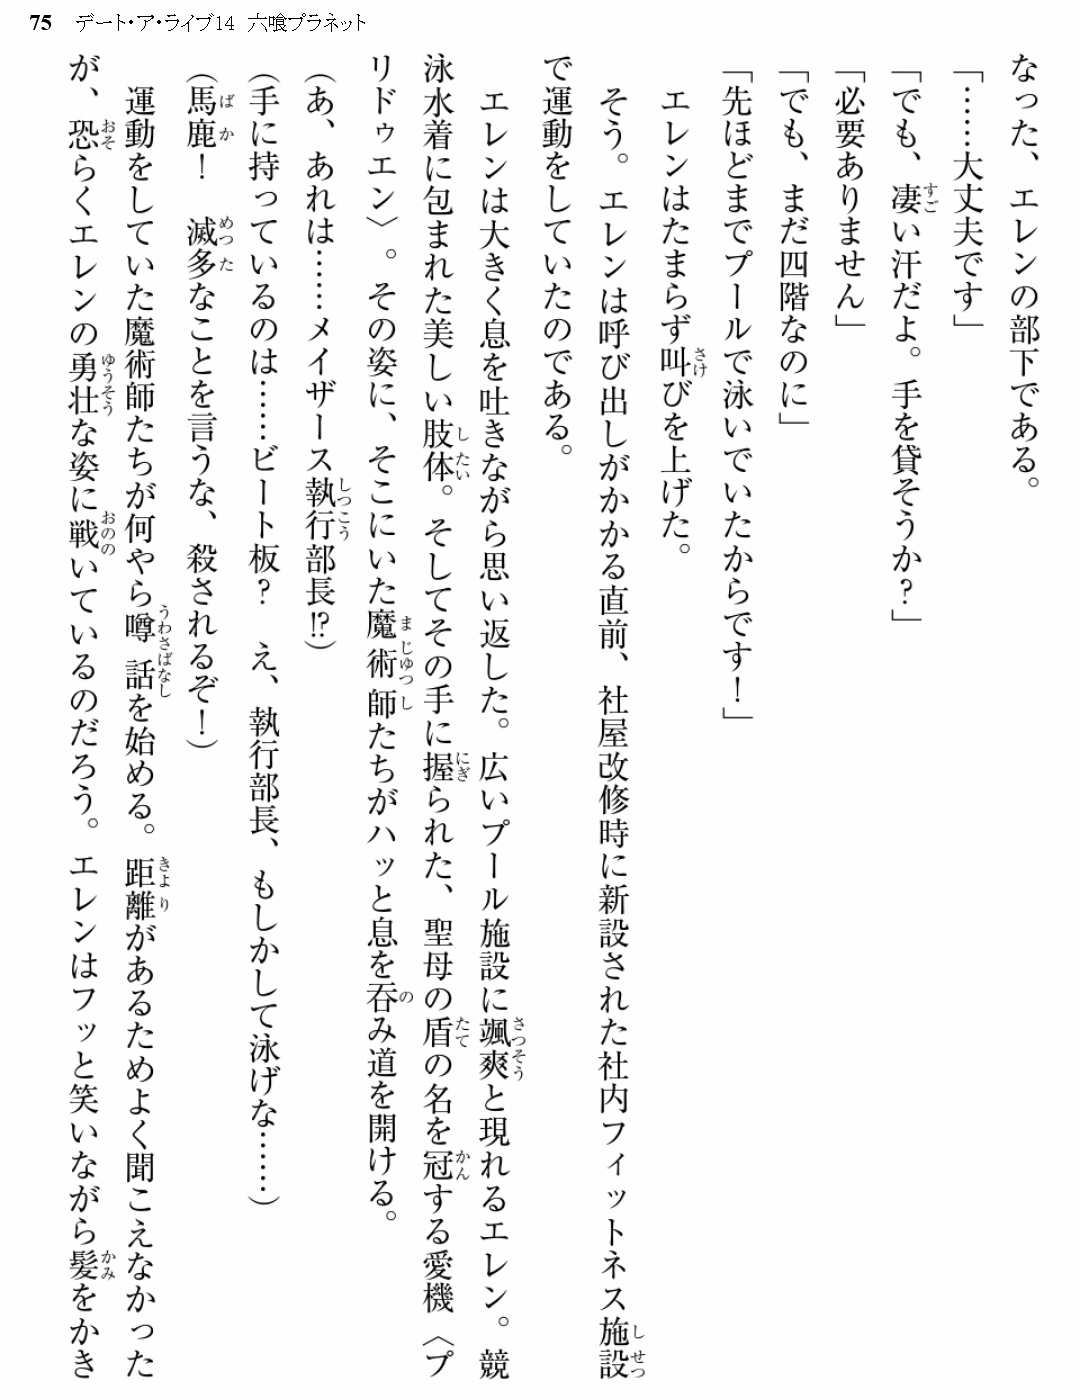 75 デート・ア・ライブ14 六喰プラネット
なった、エレンの部下である。
「……大丈夫です」
「でも、凄い汗だよ。手を貸そうか？」
「必要ありません」
「でも、まだ四階なのに」
「先ほどまでプールで泳いでいたからです！」
エレンはたまらず叫びを上げた。
そう。エレンは呼び出しがかかる直前、社屋改修時に新設された社内フィットネス施設
で運動をしていたのである。
エレンは大きく息を吐きながら思い返した。広いプール施設に颯爽と現れるエレン。競
泳水着に包まれた美しい肢体。そしてその手に握られた、聖母の盾の名を冠する愛機〈プ
リドゥエン〉。その姿に、そこにいた魔術師たちがハッと息を呑み道を開ける。
（あ、あれは……メイザース執行部長!?）
（手に持っているのは……ビート板？　え、執行部長、もしかして泳げな……）
（馬鹿！　滅多なことを言うな、殺されるぞ！）
運動をしていた魔術師たちが何やら噂話を始める。距離があるためよく聞こえなかった
が、恐らくエレンの勇壮な姿に戦いているのだろう。エレンはフッと笑いながら髪をかき